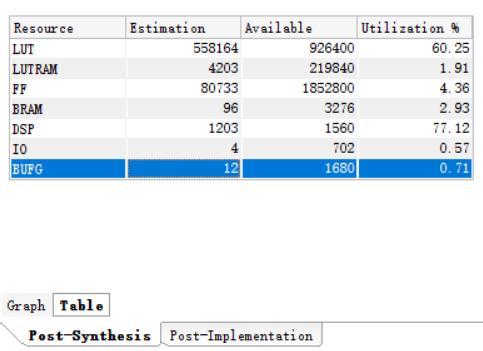 Resource Estimation Available Utilization %
LUT 558164 926400 60.25
LUTRAM 4203 219840 1.91
FF 80733 1852800 4.36
BRAM 96 3276 2.93
DSP 1203 1560 77.12
IO 4 702 0.57
BUFG 12 1680 0.71
Graph Table
Post-Synthesis Post-Implementation